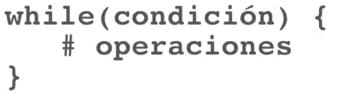 while(condición) {
    # operaciones
}